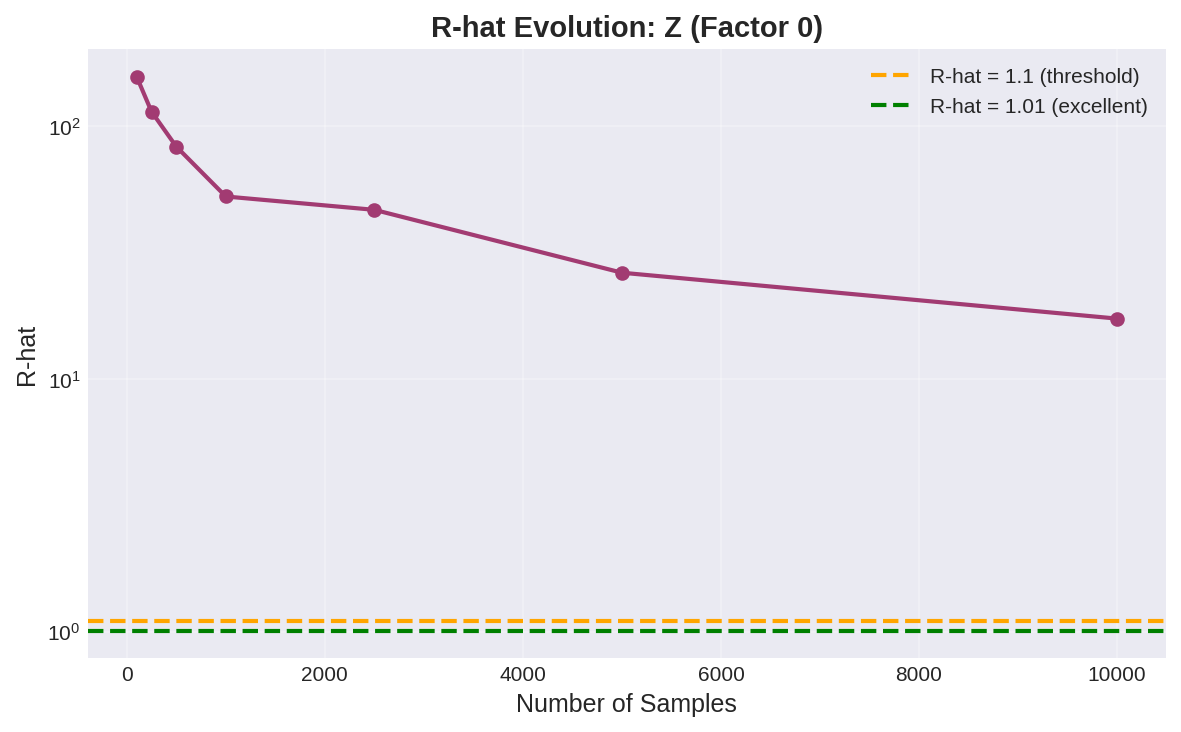 R-hat Evolution: Z (Factor 0)
R-hat = 1.1 (threshold)
R-hat = 1.01 (excellent)
10²
10¹
10⁰
R-hat
0 2000 4000 6000 8000 10000
Number of Samples